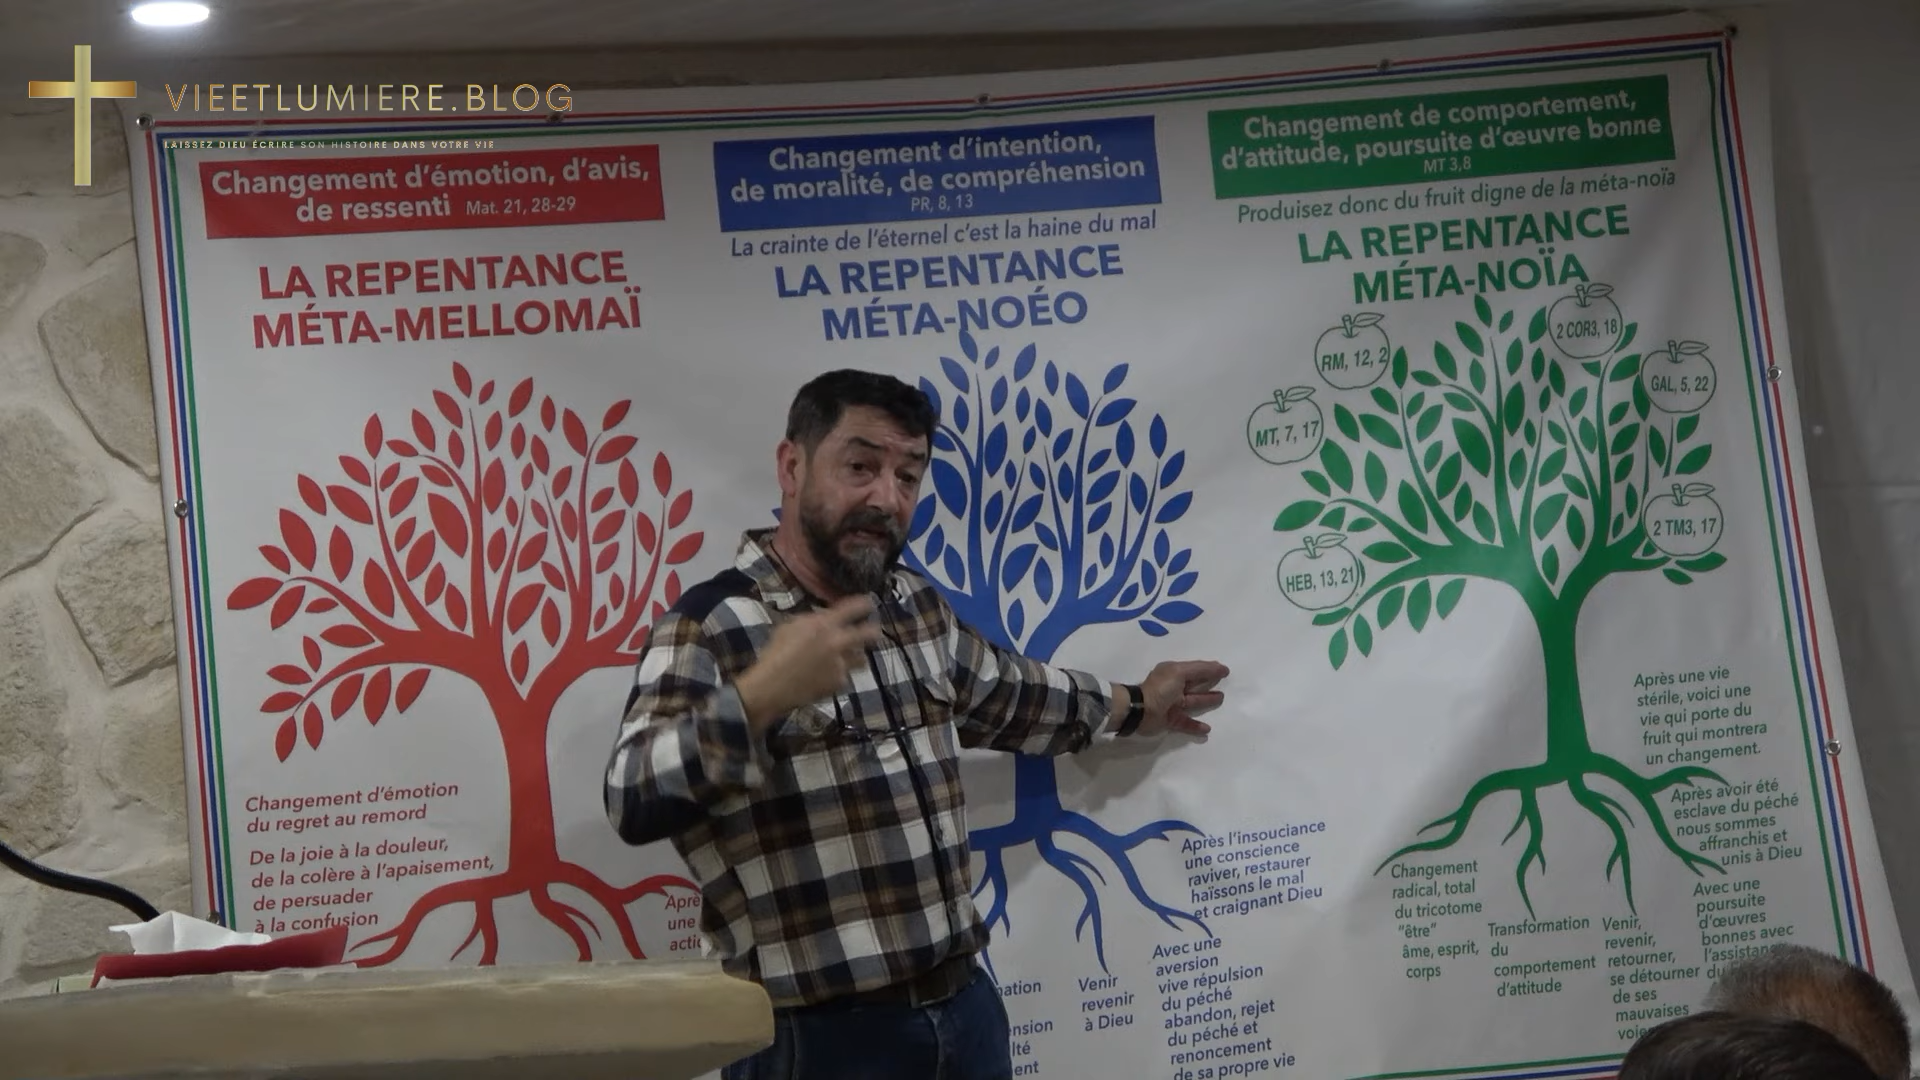 VIEETLUMIERE.BLOG
LAISSEZ DIEU ÉCRIRE SON HISTOIRE DANS VOTRE VIE
Changement d'émotion, d'avis,
de ressenti Mat. 21, 28-29
LA REPENTANCE
MÉTA-MELLOMAÏ
Changement d'émotion
du regret au remord
De la joie à la douleur,
de la colère à l'apaisement,
de persuader
à la confusion
une
Changement d'intention,
de moralité, de compréhension
PR, 8, 13
La crainte de l'éternel c'est la haine du mal
LA REPENTANCE
MÉTA-NOÉO
Après l'insouciance
une conscience
raviver, restaurer
haïssons le mal
et craignant Dieu
Venir
revenir
à Dieu
Avec une
aversion
vive répulsion
du péché
abandon, rejet
du péché et
renoncement
de sa propre vie
Changement de comportement,
d'attitude, poursuite d'œuvre bonne
MT 3,8
Produisez donc du fruit digne de la méta-noïa
LA REPENTANCE
MÉTA-NOÏA
2 COR3, 18
RM, 12, 2
GAL, 5, 22
MT, 7, 17
2 TM3, 17
HEB, 13, 21
Après une vie
stérile, voici une
vie qui porte du
fruit qui montrera
un changement.
Après avoir été
esclave du péché
nous sommes
affranchis et
unis à Dieu
Changement
radical, total
du tricotome
"être"
âme, esprit,
corps
Transformation
du
comportement
d'attitude
Venir,
revenir,
retourner,
se détourner
de ses
mauvaises
Avec une
poursuite
d'œuvres
bonnes avec